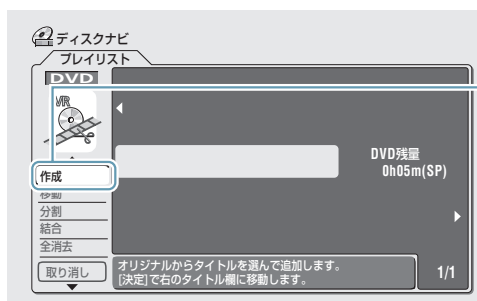 ディスクナビ
プレイリスト
DVD
VR
作成
移動
分割
結合
全消去
取り消し
DVD残量
0h05m(SP)
オリジナルからタイトルを選んで追加します。
[決定]で右のタイトル欄に移動します。
1/1